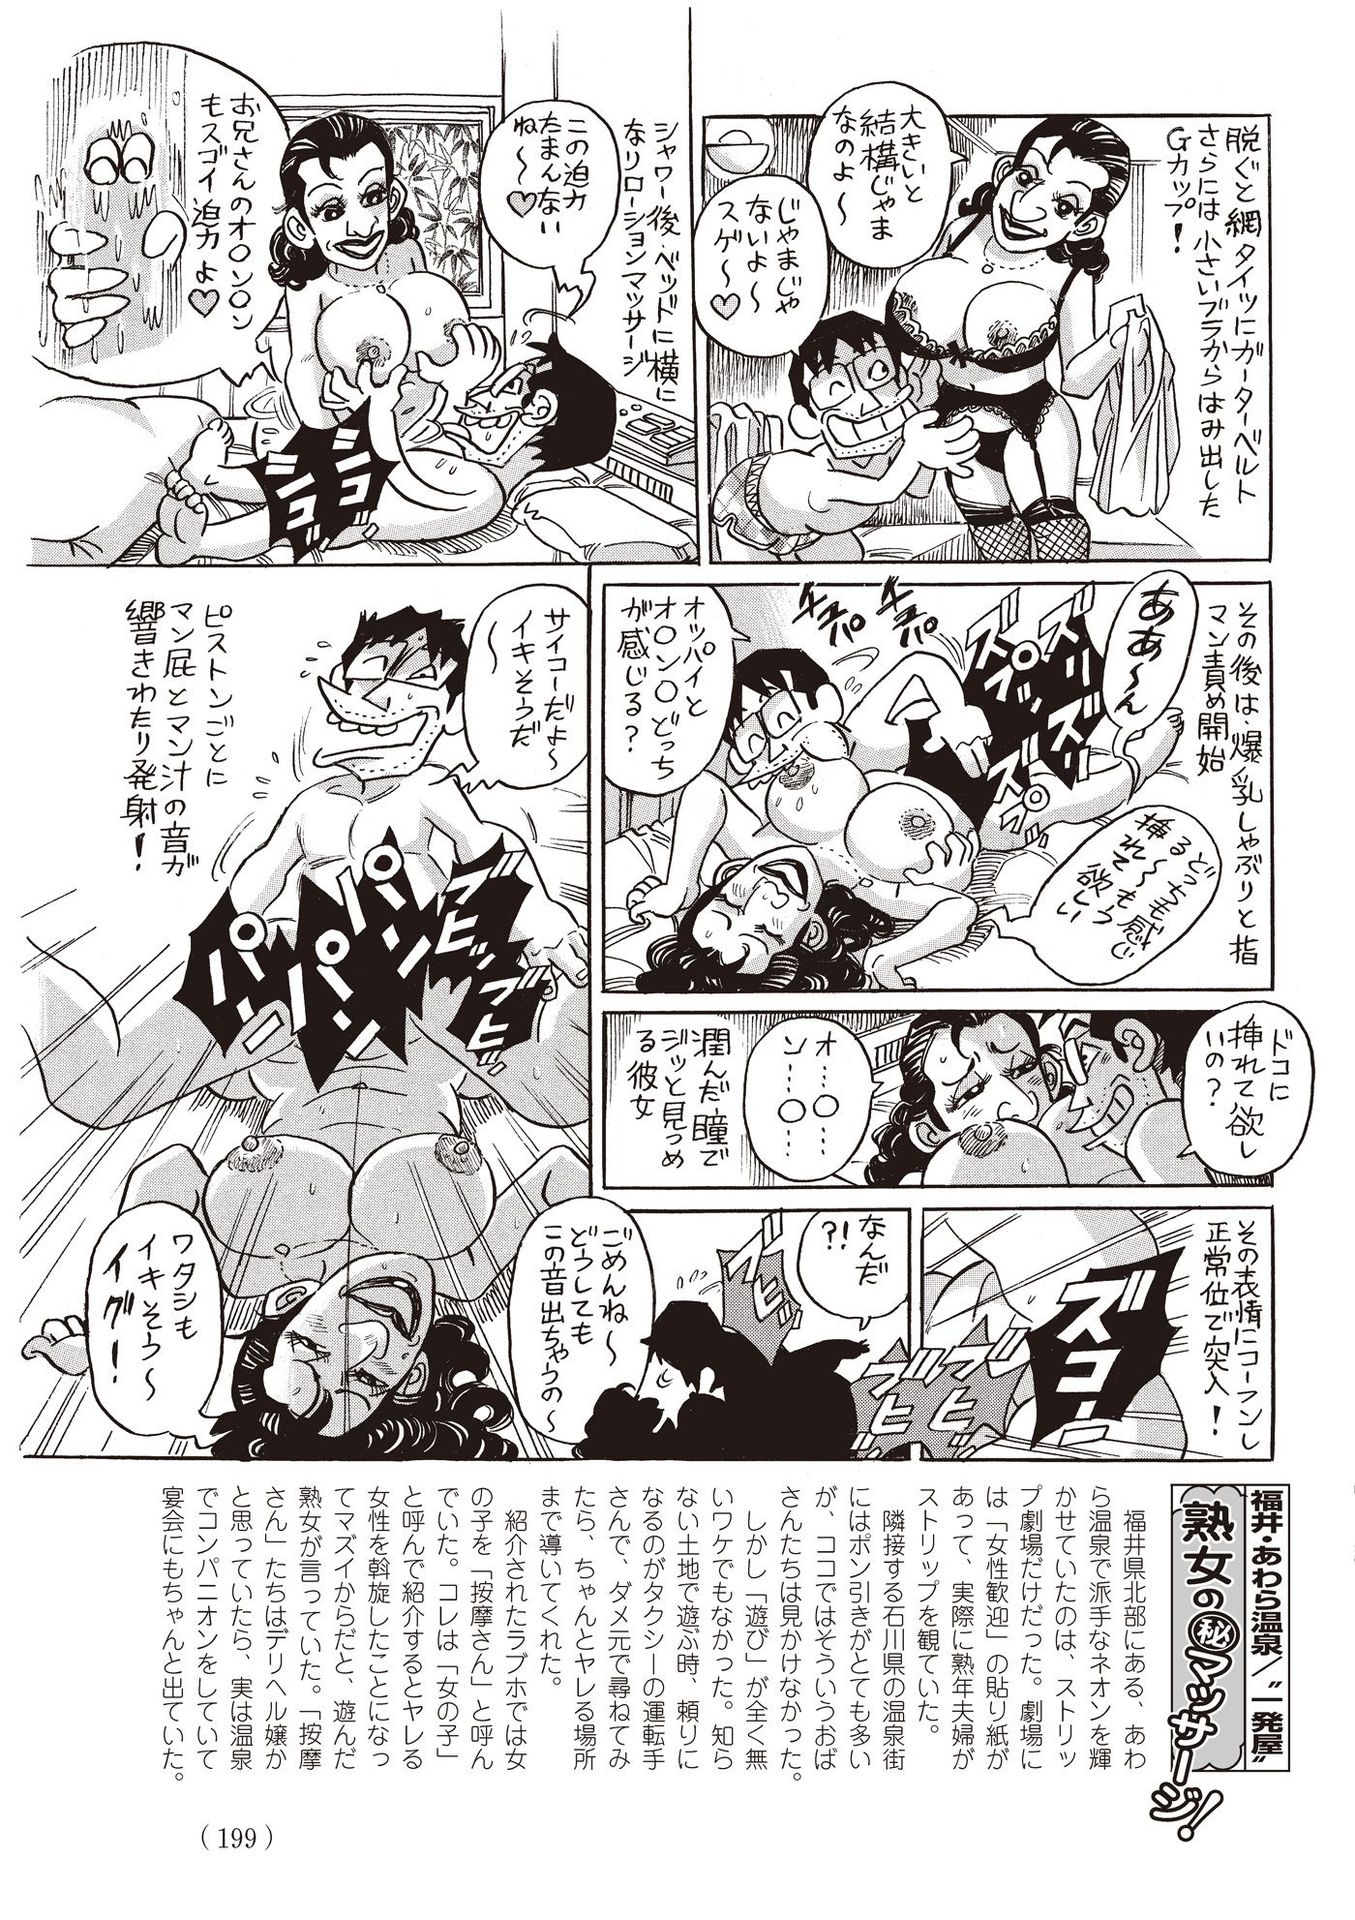 脱ぐと網タイツにガーターベルト
さらには小さいブラからはみ出した
Gカップ!
大きいと
結構じゃま
なのよ〜
じゃまじゃ
ないよ〜
スゲ〜♥
シャワー後、ベッドに横に
なりローションマッサージ
この迫力
たまんない
ね〜♥
お兄さんのオ〇ン〇ン
もスゴイ迫力よ
♥
シコシコ
その後は、爆乳しゃぶりと指
マン責め開始
ああ〜ん
ズリ
ズプ
ズリ
ズプ
チュパ
チュパ
オッパイと
オ〇ン〇どっち
が感じる?
どっちも感じ
る〜もう
挿れて欲しい
ドコに
挿れて欲し
いの?
オ……〇
ン……〇…
潤んだ瞳で
ジッと見つめ
る彼女
その表情にコーフンし
正常位で突入!
ズコー
なんだ
?!
ブビ
ブビ
ブビ
ごめんね〜
どうしても
この音出ちゃうの〜
サイコーだよ〜
イキそうだ
〜
ピストンごとに
マン屁とマン汁の音が
響きわたり発射!
パン
パン
パン
ブビッブビ
ワタシも
イキそう〜
イグ!
福井・あわら温泉/“一発屋”
熟女の㊙マッサージ!
福井県北部にある、あわ
ら温泉で派手なネオンを輝
かせていたのは、ストリッ
プ劇場だけだった。劇場に
は「女性歓迎」の貼り紙が
あって、実際に熟年夫婦が
ストリップを観ていた。
隣接する石川県の温泉街
にはポン引きがとても多い
が、ココではそういうおば
さんたちは見かけなかった。
しかし「遊び」が全く無
いワケでもなかった。知ら
ない土地で遊ぶ時、頼りに
なるのがタクシーの運転手
さんで、ダメ元で尋ねてみ
たら、ちゃんとヤレる場所
まで導いてくれた。
紹介されたラブホでは女
の子を「按摩さん」と呼ん
でいた。コレは「女の子」
と呼んで紹介するとヤレる
女性を斡旋したことになっ
てマズイからだと、遊んだ
熟女が言っていた。「按摩
さん」たちはデリヘル嬢か
と思っていたら、実は温泉
でコンパニオンをしていて
宴会にもちゃんと出ていた。
(199)